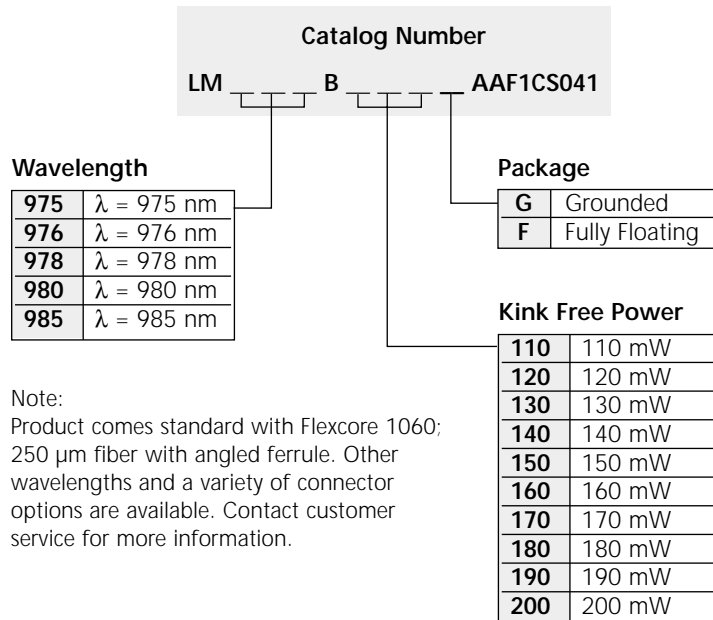 Catalog Number
LM _ _ _ B _ _ _ _ AAF1CS041
Wavelength
975 λ = 975 nm
976 λ = 976 nm
978 λ = 978 nm
980 λ = 980 nm
985 λ = 985 nm
Package
G Grounded
F Fully Floating
Kink Free Power
110 110 mW
120 120 mW
130 130 mW
140 140 mW
150 150 mW
160 160 mW
170 170 mW
180 180 mW
190 190 mW
200 200 mW
Note:
Product comes standard with Flexcore 1060;
250 µm fiber with angled ferrule. Other
wavelengths and a variety of connector
options are available. Contact customer
service for more information.